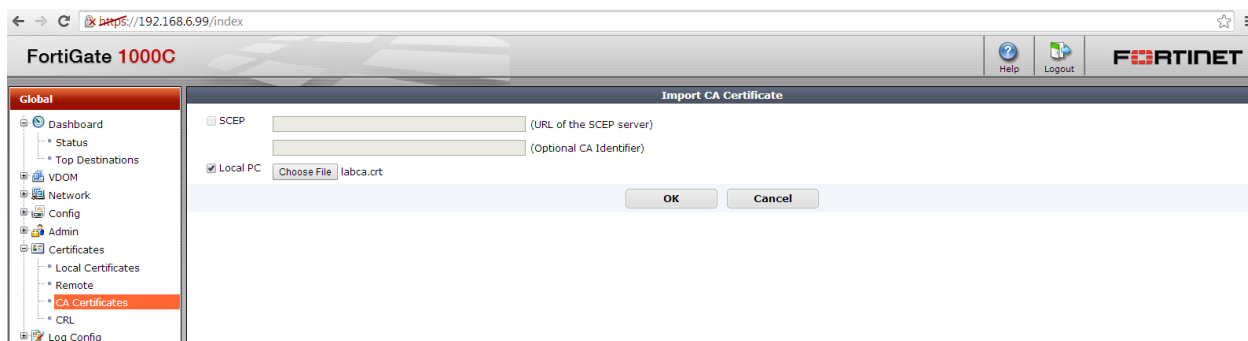 https://192.168.6.99/index
FortiGate 1000C
Help
Logout
FORTINET
Global
Import CA Certificate
Dashboard
Status
Top Destinations
VDOM
Network
Config
Admin
Certificates
Local Certificates
Remote
CA Certificates
CRL
Log Config
SCEP
(URL of the SCEP server)
(Optional CA Identifier)
Local PC
Choose File labca.crt
OK
Cancel